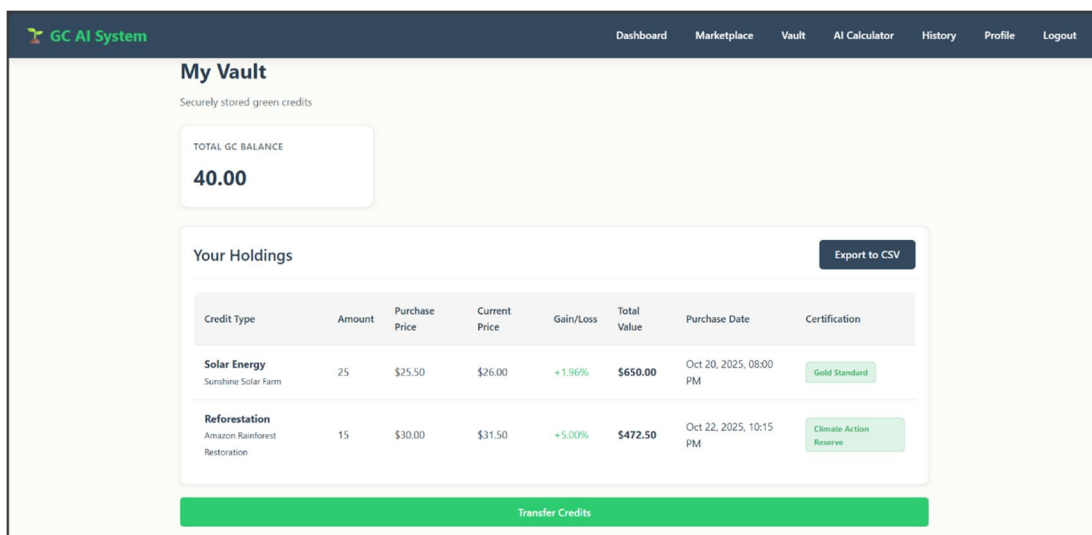 GC AI System
Dashboard Marketplace Vault AI Calculator History Profile Logout
My Vault
Securely stored green credits
TOTAL GC BALANCE
40.00
Your Holdings
Export to CSV
Credit Type Amount Purchase Price Current Price Gain/Loss Total Value Purchase Date Certification
Solar Energy
Sunshine Solar Farm
25 $25.50 $26.00 +1.96% $650.00 Oct 20, 2025, 08:00 PM Gold Standard
Reforestation
Amazon Rainforest
Restoration
15 $30.00 $31.50 +5.00% $472.50 Oct 22, 2025, 10:15 PM Climate Action Reserve
Transfer Credits